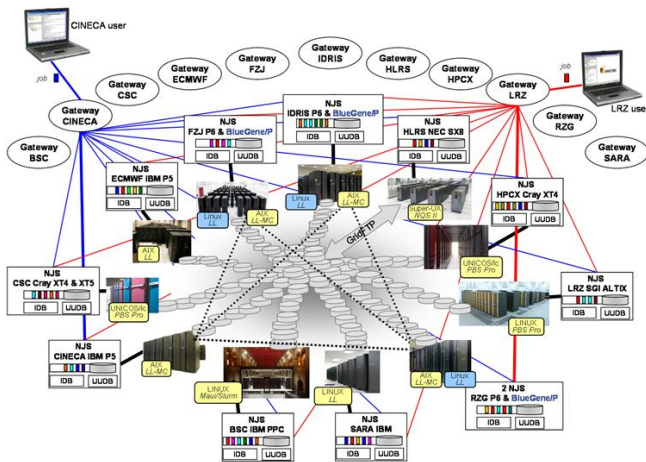 CINECA user
job
Gateway
CINECA
Gateway
CSC
Gateway
ECMWF
Gateway
FZJ
Gateway
IDRIS
Gateway
HLRS
Gateway
HPCX
Gateway
LRZ
job
LRZ user
Gateway
BSC
Gateway
RZG
Gateway
SARA
NJS
FZJ P6 & BlueGene/P
IDB UUDB
NJS
IDRIS P6 & BlueGene/P
IDB UUDB
NJS
HLRS NEC SX8
IDB UUDB
NJS
ECMWF IBM P5
IDB UUDB
NJS
HPCX Cray XT4
IDB UUDB
Linux
LL
AIX
LL-MC
Linux
LL
AIX
LL-MC
Super-UX
NQS II
GridFTP
AIX
LL
UNICOS/lc
PBS Pro
NJS
CSC Cray XT4 & XT5
IDB UUDB
UNICOS/lc
PBS Pro
NJS
LRZ SGI ALTIX
IDB UUDB
LINUX
PBS Pro
NJS
CINECA IBM P5
IDB UUDB
AIX
LL-MC
LINUX
Maui/Slurm
LINUX
LL
AIX
LL-MC
Linux
LL
NJS
BSC IBM PPC
IDB UUDB
NJS
SARA IBM
IDB UUDB
2 NJS
RZG P6 & BlueGene/P
IDB UUDB